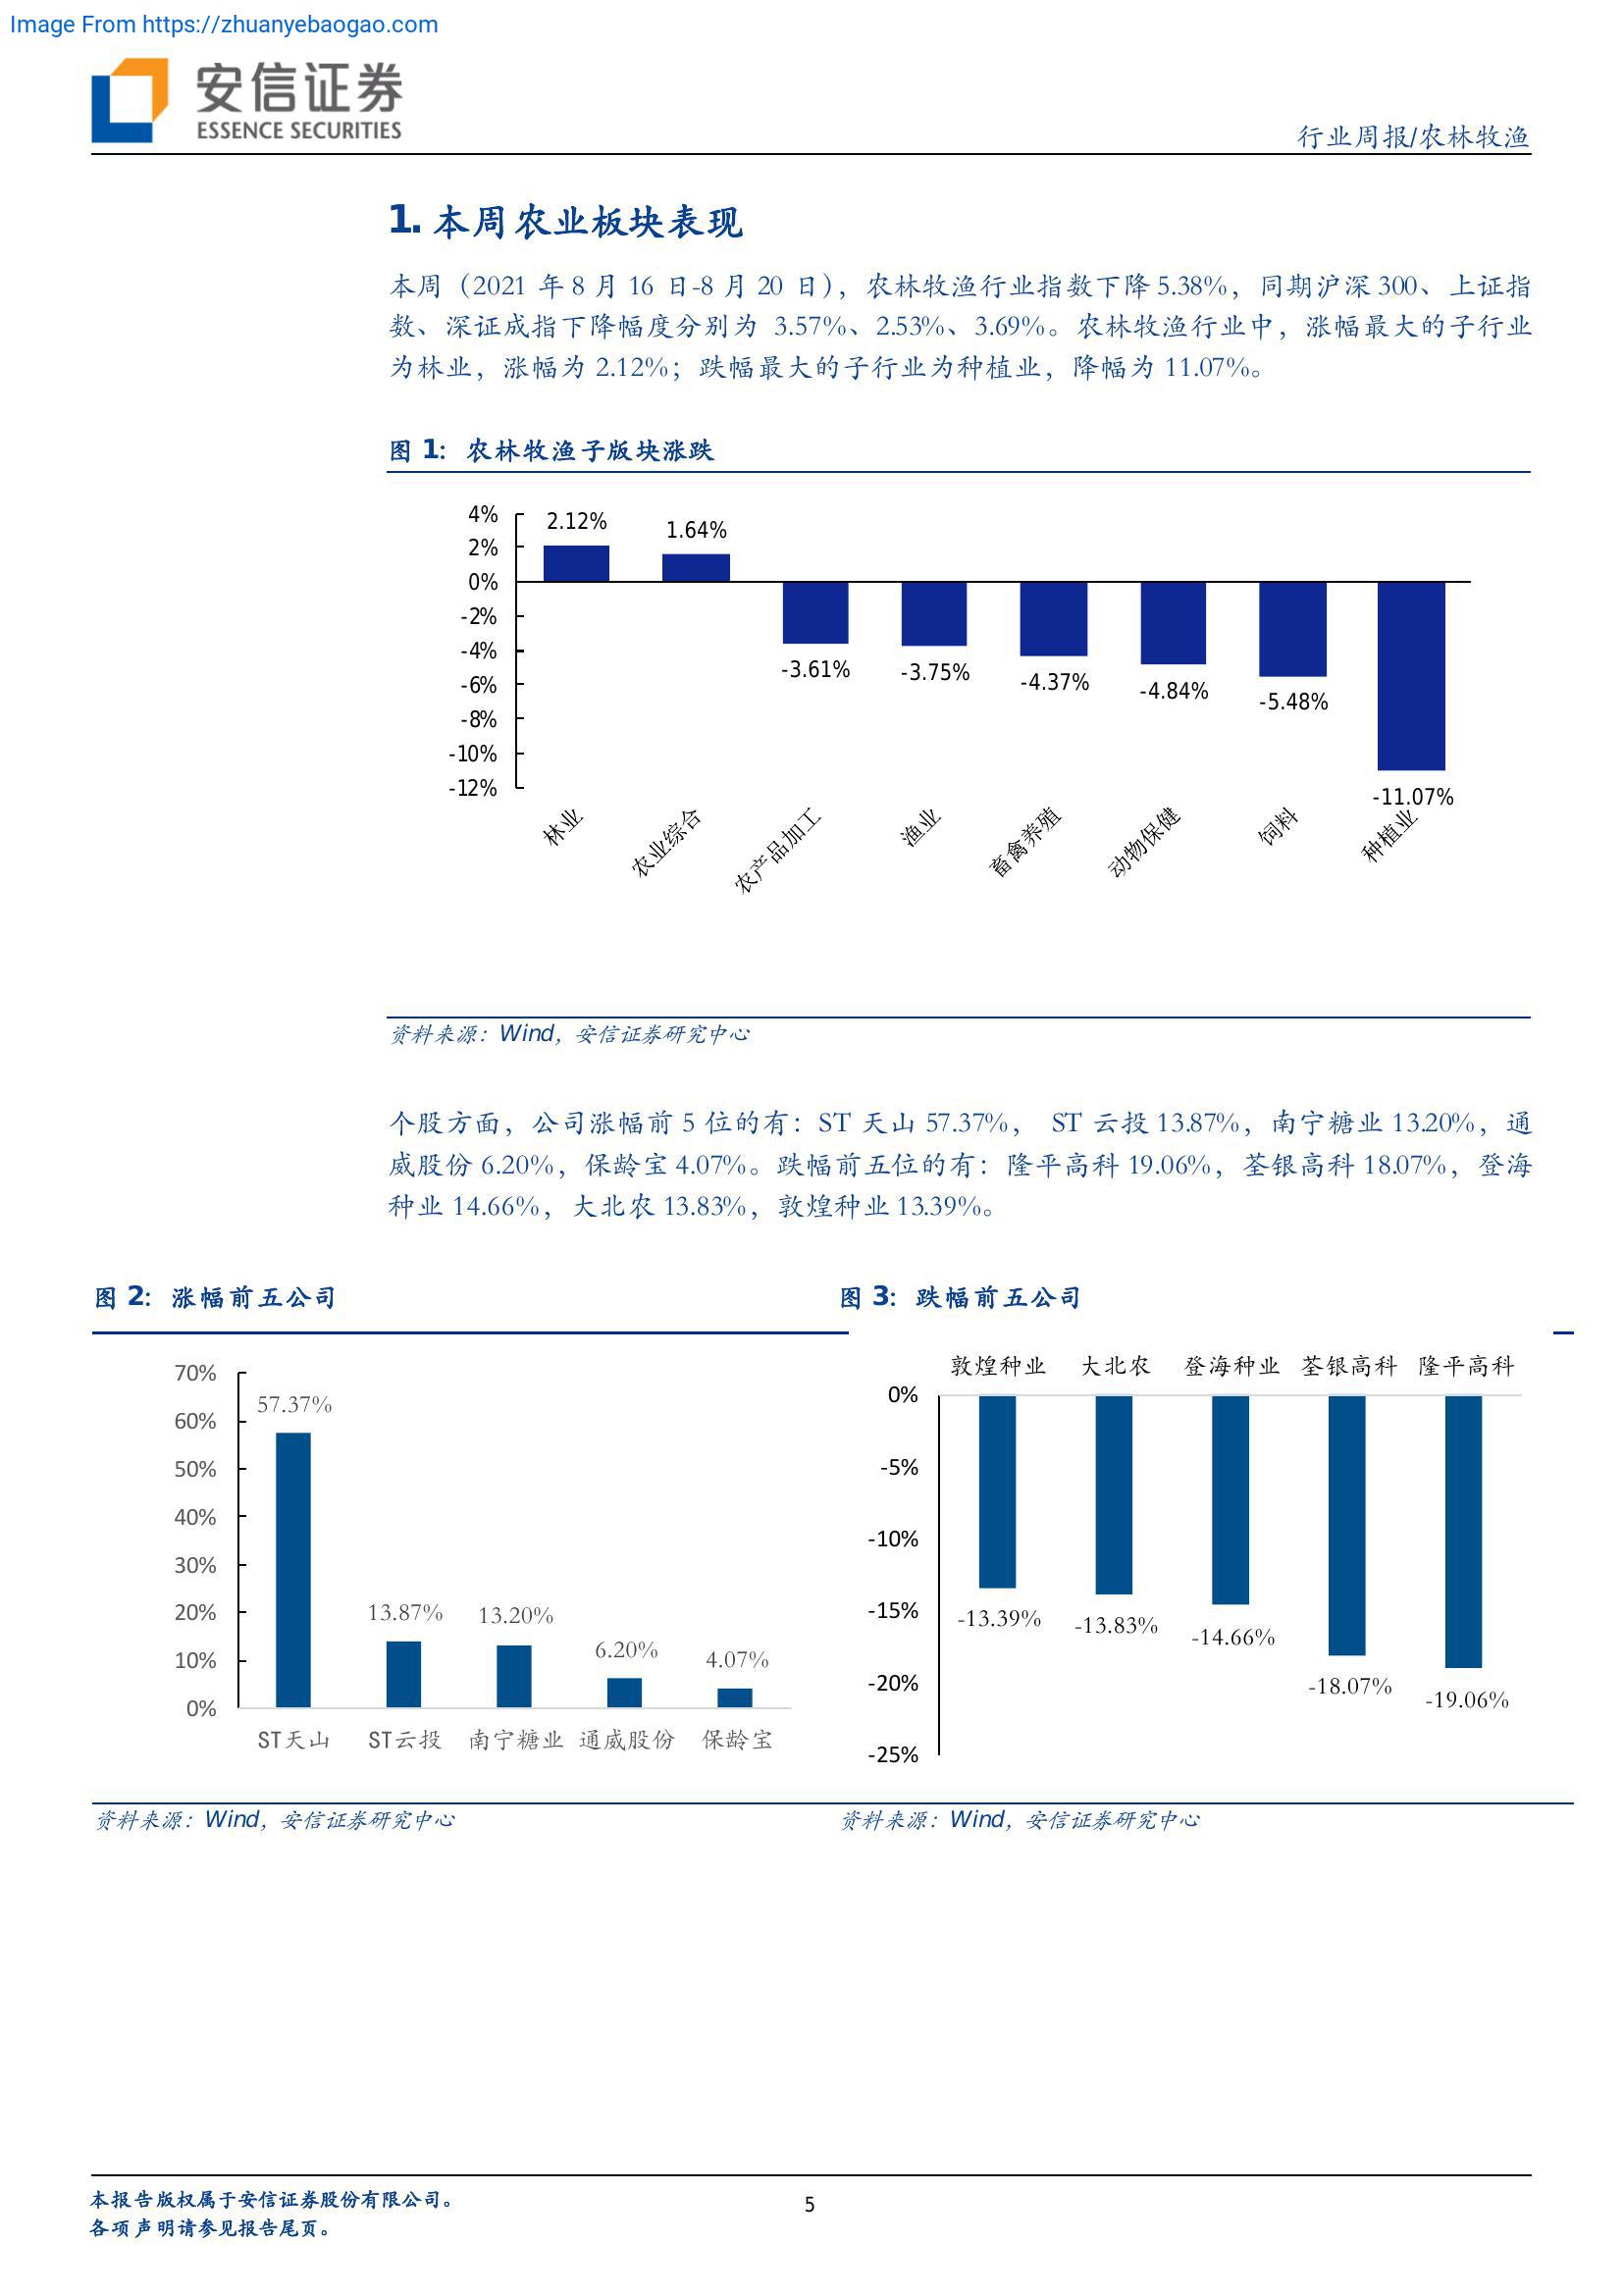 Image From https://zhuanyebaogao.com
安信证券
ESSENCE SECURITIES
行业周报/农林牧渔
1. 本周农业板块表现
本周（2021 年 8 月 16 日-8 月 20 日），农林牧渔行业指数下降 5.38%，同期沪深 300、上证指
数、深证成指下降幅度分别为 3.57%、2.53%、3.69%。农林牧渔行业中，涨幅最大的子行业
为林业，涨幅为 2.12%；跌幅最大的子行业为种植业，降幅为 11.07%。
图 1：农林牧渔子版块涨跌
4%
2%
0%
-2%
-4%
-6%
-8%
-10%
-12%
2.12%
1.64%
-3.61%
-3.75%
-4.37%
-4.84%
-5.48%
-11.07%
林业
农业综合
农产品加工
渔业
畜禽养殖
动物保健
饲料
种植业
资料来源：Wind，安信证券研究中心
个股方面，公司涨幅前 5 位的有：ST 天山 57.37%， ST 云投 13.87%，南宁糖业 13.20%，通
威股份 6.20%，保龄宝 4.07%。跌幅前五位的有：隆平高科 19.06%，荃银高科 18.07%，登海
种业 14.66%，大北农 13.83%，敦煌种业 13.39%。
图 2：涨幅前五公司
70%
60%
50%
40%
30%
20%
10%
0%
57.37%
13.87%
13.20%
6.20%
4.07%
ST天山
ST云投
南宁糖业
通威股份
保龄宝
资料来源：Wind，安信证券研究中心
图 3：跌幅前五公司
敦煌种业
大北农
登海种业
荃银高科
隆平高科
0%
-5%
-10%
-15%
-20%
-25%
-13.39%
-13.83%
-14.66%
-18.07%
-19.06%
资料来源：Wind，安信证券研究中心
本报告版权属于安信证券股份有限公司。
各项声明请参见报告尾页。
5